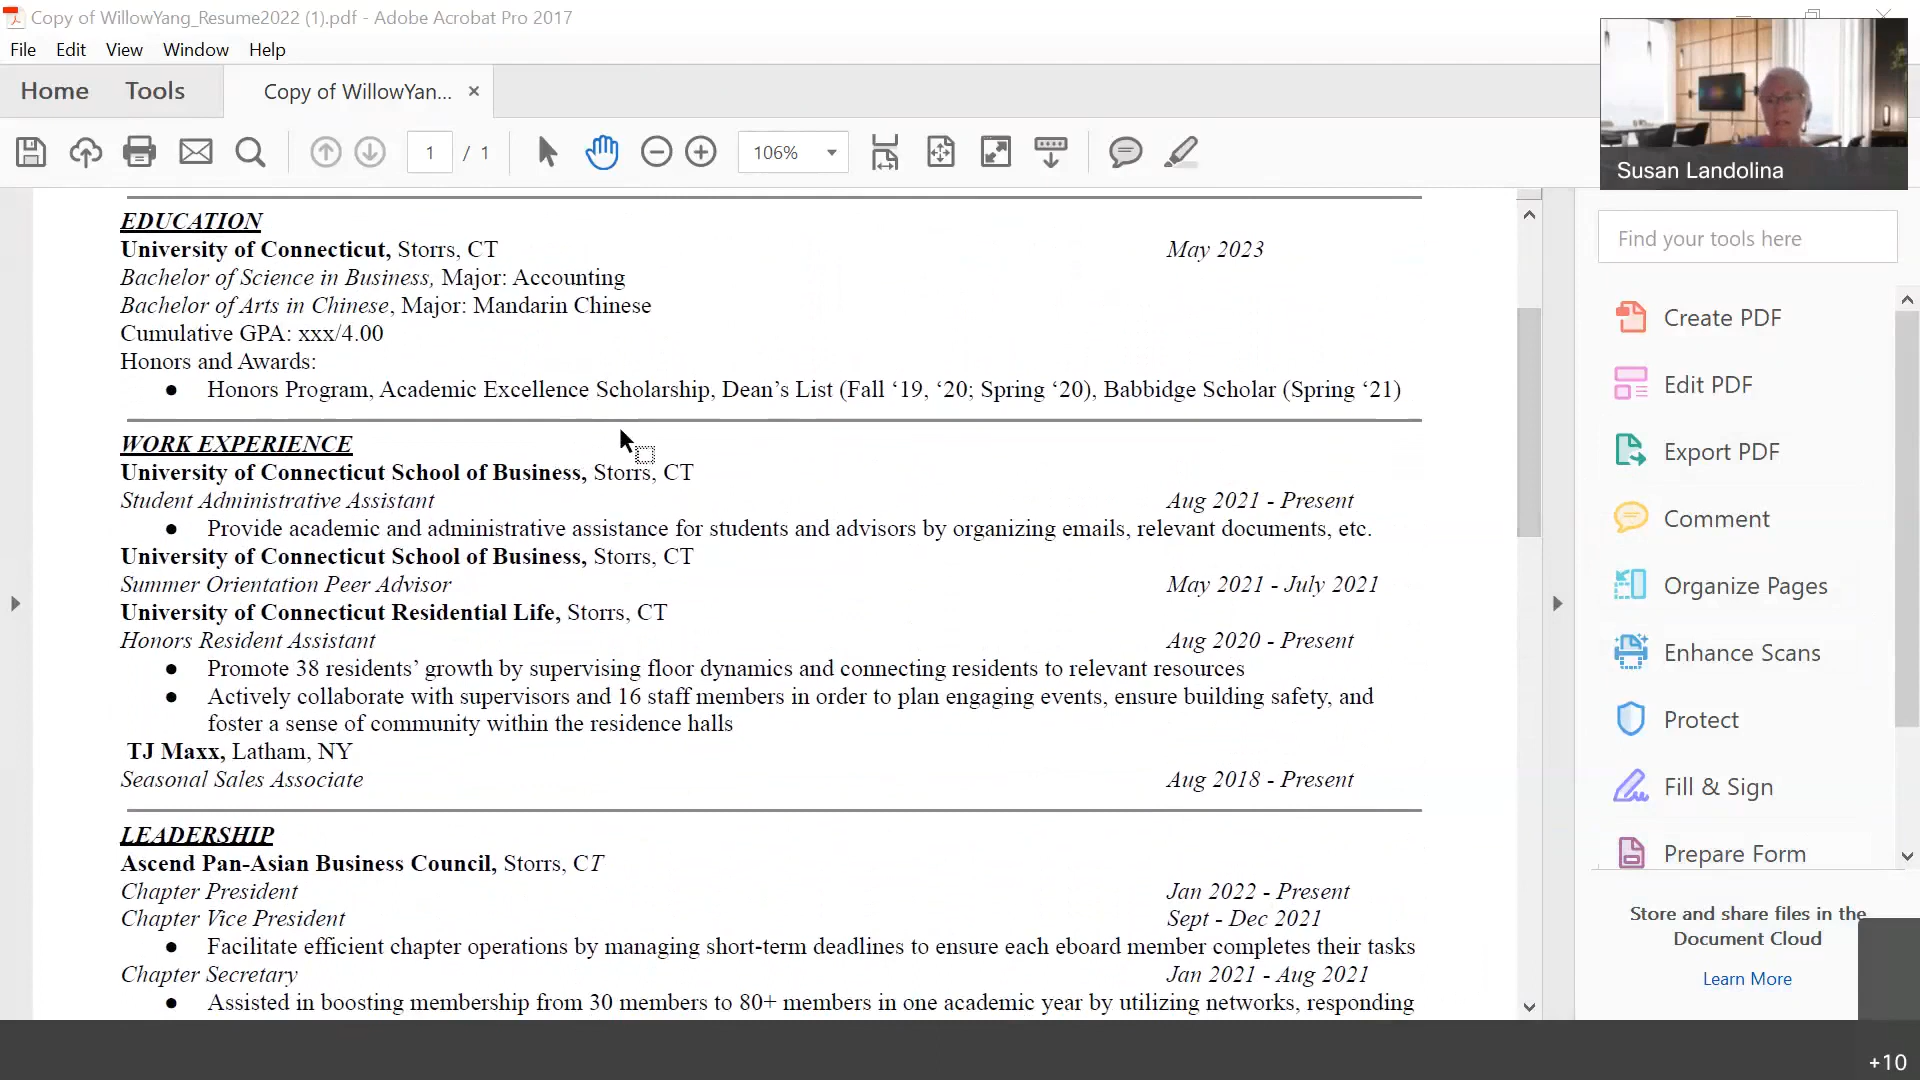 Copy of WillowYang_Resume2022 (1).pdf - Adobe Acrobat Pro 2017
File Edit View Window Help
Home Tools Copy of WillowYan... ×
1 / 1 106%
Susan Landolina
EDUCATION
University of Connecticut, Storrs, CT May 2023
Bachelor of Science in Business, Major: Accounting
Bachelor of Arts in Chinese, Major: Mandarin Chinese
Cumulative GPA: xxx/4.00
Honors and Awards:
● Honors Program, Academic Excellence Scholarship, Dean’s List (Fall ‘19, ‘20; Spring ‘20), Babbidge Scholar (Spring ‘21)
WORK EXPERIENCE
University of Connecticut School of Business, Storrs, CT
Student Administrative Assistant Aug 2021 - Present
● Provide academic and administrative assistance for students and advisors by organizing emails, relevant documents, etc.
University of Connecticut School of Business, Storrs, CT
Summer Orientation Peer Advisor May 2021 - July 2021
University of Connecticut Residential Life, Storrs, CT
Honors Resident Assistant Aug 2020 - Present
● Promote 38 residents’ growth by supervising floor dynamics and connecting residents to relevant resources
● Actively collaborate with supervisors and 16 staff members in order to plan engaging events, ensure building safety, and
foster a sense of community within the residence halls
TJ Maxx, Latham, NY
Seasonal Sales Associate Aug 2018 - Present
LEADERSHIP
Ascend Pan-Asian Business Council, Storrs, CT
Chapter President Jan 2022 - Present
Chapter Vice President Sept - Dec 2021
● Facilitate efficient chapter operations by managing short-term deadlines to ensure each eboard member completes their tasks
Chapter Secretary Jan 2021 - Aug 2021
● Assisted in boosting membership from 30 members to 80+ members in one academic year by utilizing networks, responding
Find your tools here
Create PDF
Edit PDF
Export PDF
Comment
Organize Pages
Enhance Scans
Protect
Fill & Sign
Prepare Form
Store and share files in the
Document Cloud
Learn More
+10